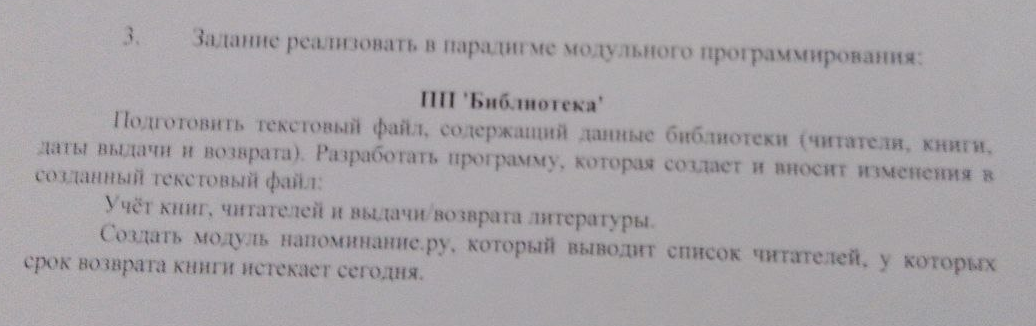 3. Задание реализовать в парадигме модульного программирования:
ПП 'Библиотека'
Подготовить текстовый файл, содержащий данные библиотеки (читатели, книги,
даты выдачи и возврата). Разработать программу, которая создает и вносит изменения в
созданный текстовый файл:
Учёт книг, читателей и выдачи/возврата литературы.
Создать модуль напоминание.py, который выводит список читателей, у которых
срок возврата книги истекает сегодня.